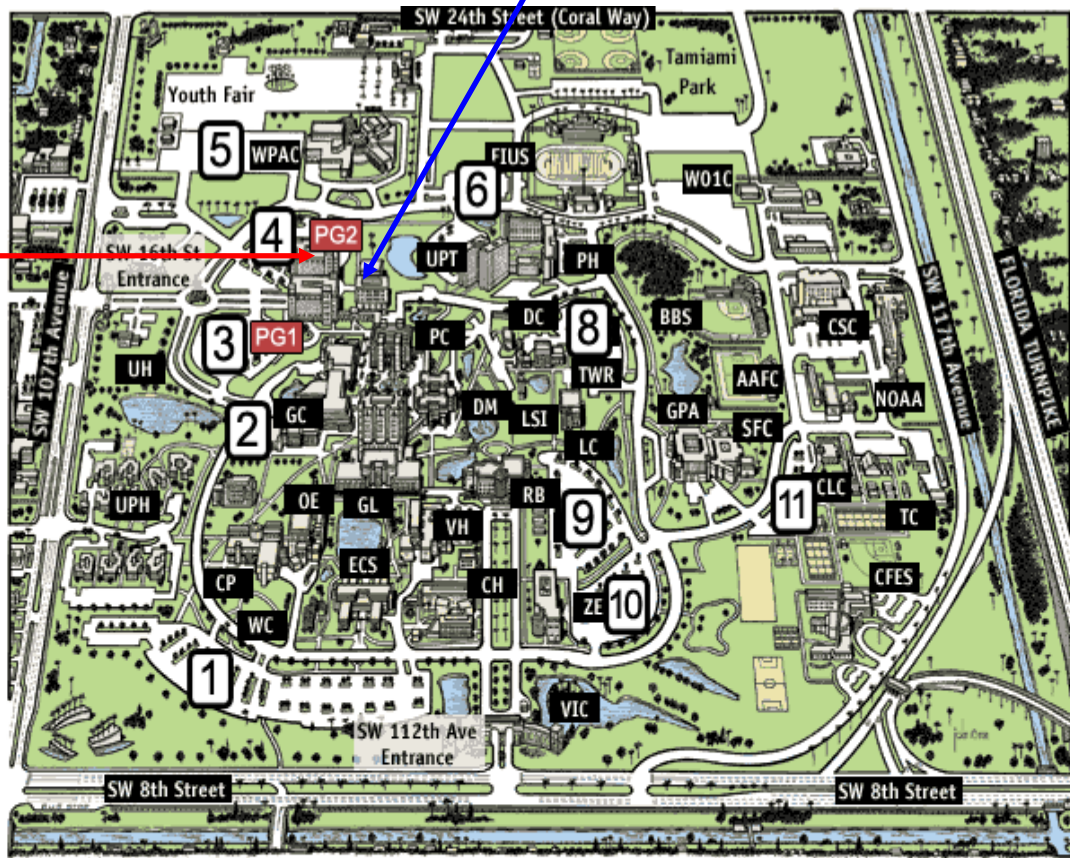 SW 24th Street (Coral Way)
Tamiami
Park
Youth Fair
5
WPAC
FIUS
6
W01C
4
PG2
SW 16th St
Entrance
UPT
PH
SW 107th Avenue
SW 117th Avenue
FLORIDA TURNPIKE
3
PG1
PC
DC
8
BBS
CSC
UH
TWR
AAFC
NOAA
GC
2
DM
LSI
GPA
SFC
LC
UPH
OE
GL
RB
9
11
CLC
TC
VH
ECS
CP
CH
CFES
WC
ZE
10
1
VIC
SW 112th Ave
Entrance
SW 8th Street
SW 8th Street